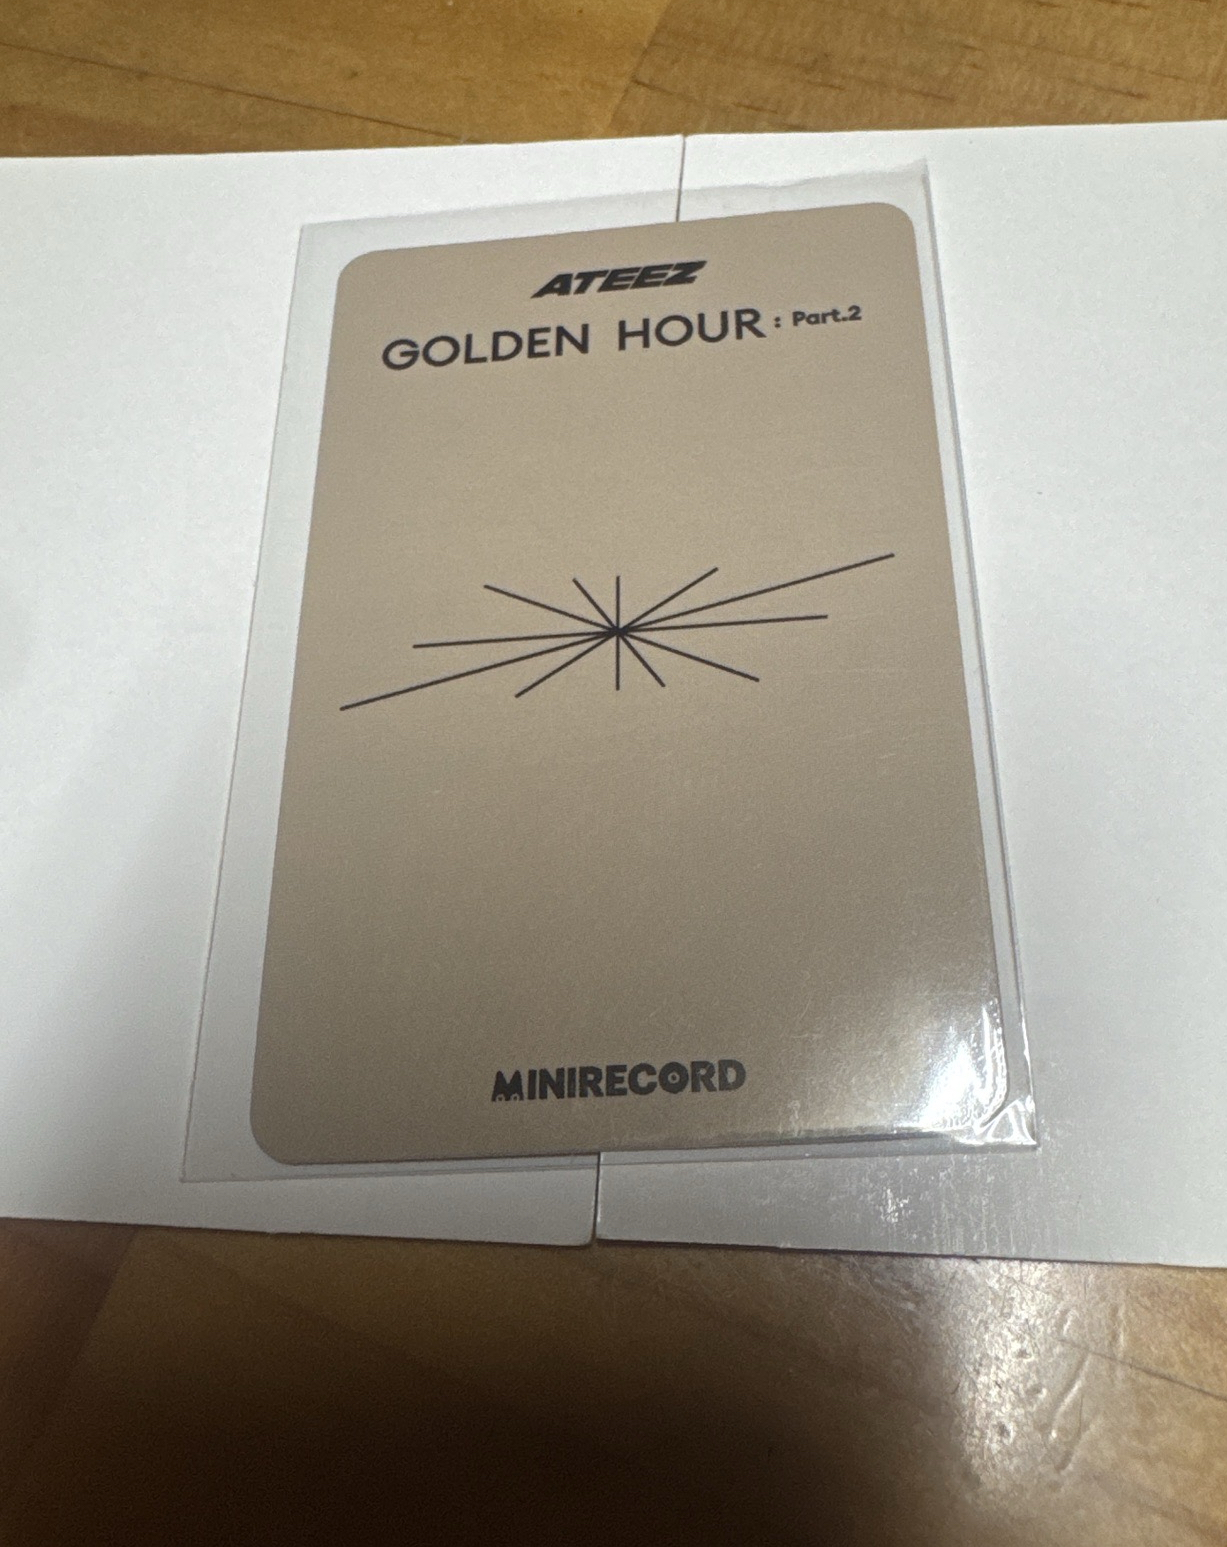 ATEEZ
GOLDEN HOUR : Part.2
MINIRECORD